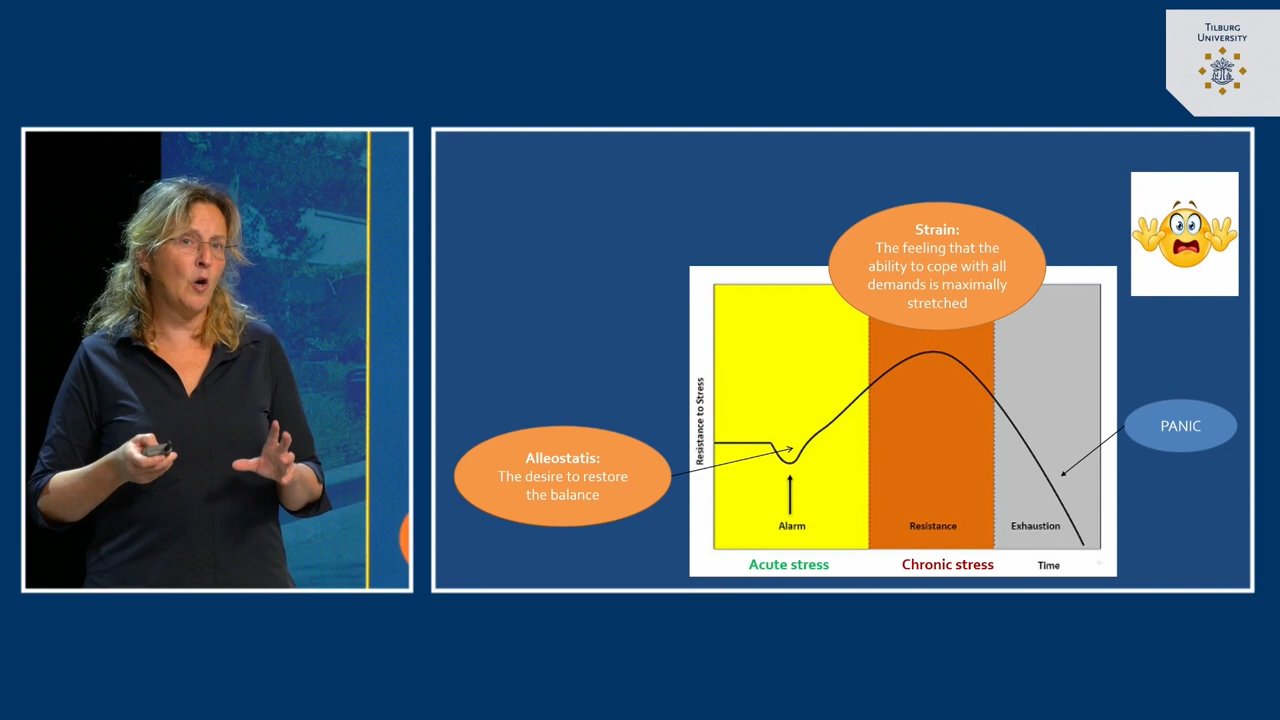 TILBURG
UNIVERSITY
Strain:
The feeling that the
ability to cope with all
demands is maximally
stretched
Resistance to Stress
PANIC
Alleostatis:
The desire to restore
the balance
Alarm
Resistance
Exhaustion
Acute stress
Chronic stress
Time